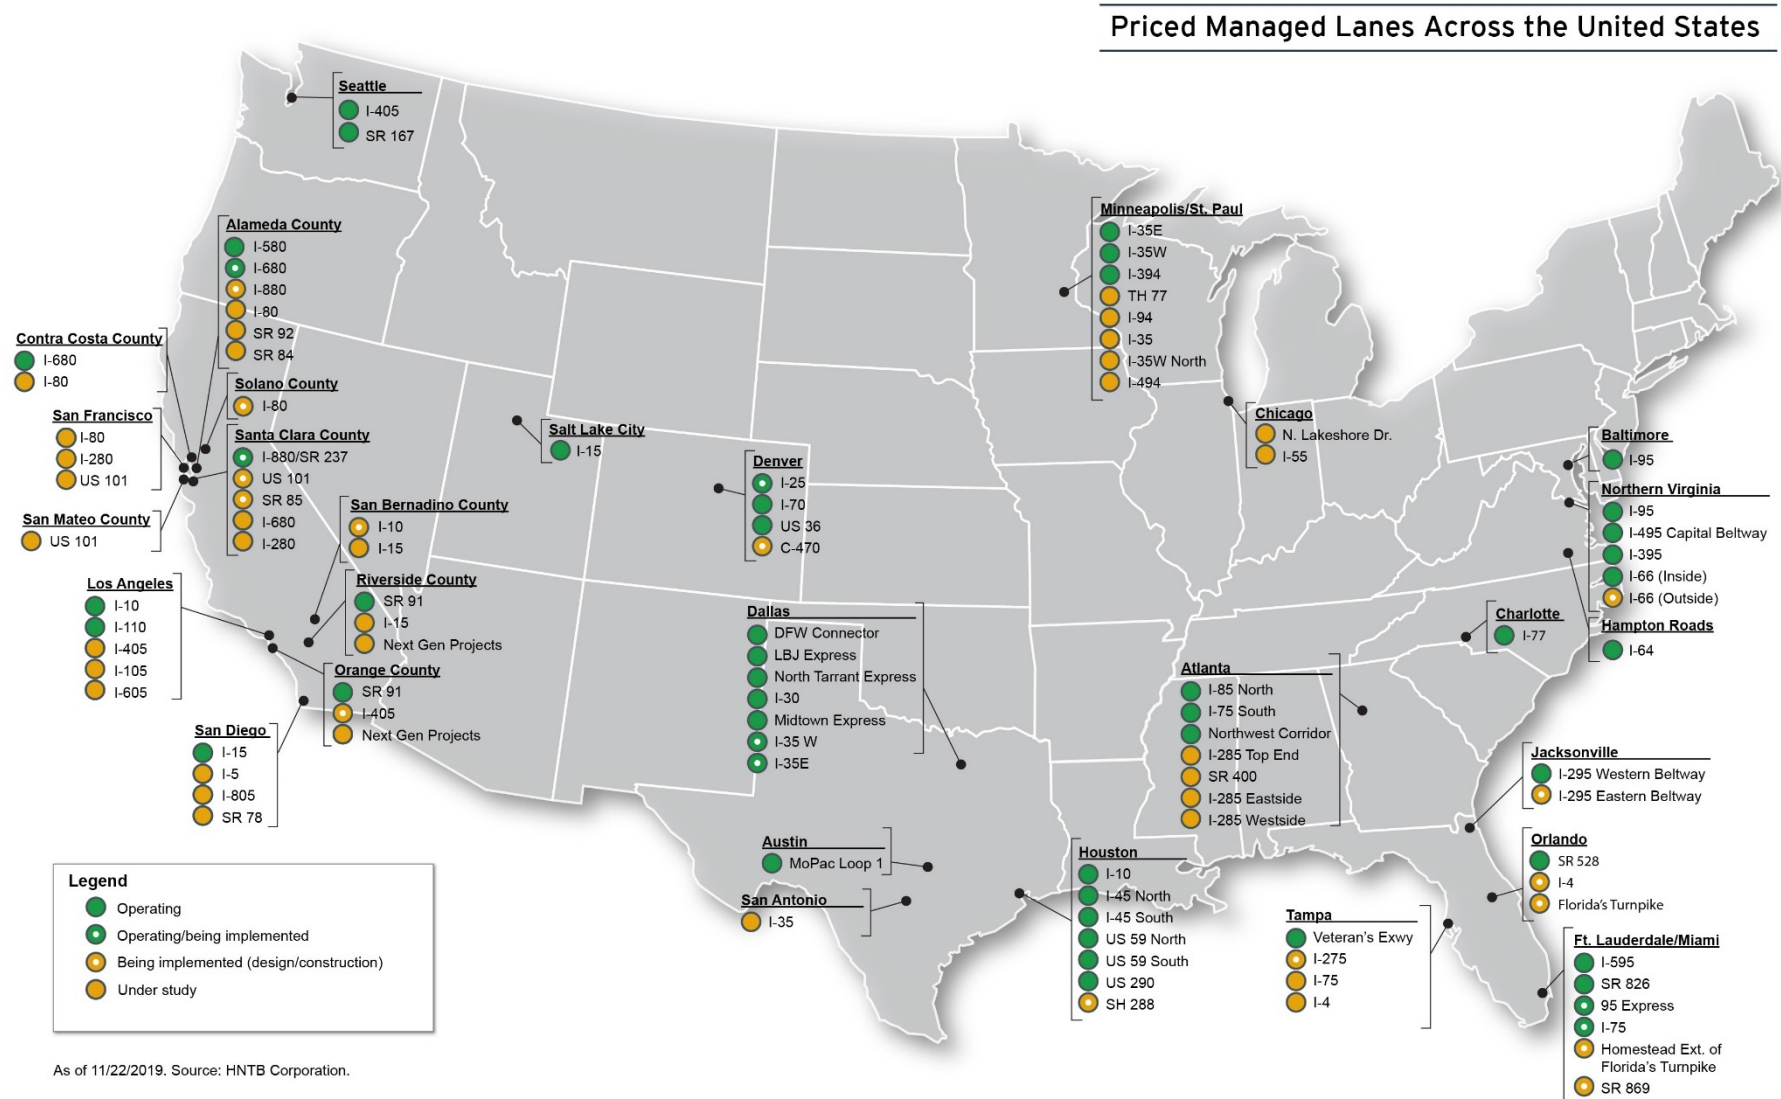 Priced Managed Lanes Across the United States
Seattle
I-405
SR 167
Alameda County
I-580
I-680
I-880
I-80
SR 92
SR 84
Contra Costa County
I-680
I-80
Solano County
I-80
San Francisco
I-80
I-280
US 101
Santa Clara County
I-880/SR 237
US 101
SR 85
I-680
I-280
San Mateo County
US 101
San Bernadino County
I-10
I-15
Los Angeles
I-10
I-110
I-405
I-105
I-605
Riverside County
SR 91
I-15
Next Gen Projects
Orange County
SR 91
I-405
Next Gen Projects
San Diego
I-15
I-5
I-805
SR 78
Salt Lake City
I-15
Denver
I-25
I-70
US 36
C-470
Minneapolis/St. Paul
I-35E
I-35W
I-394
TH 77
I-94
I-35
I-35W North
I-494
Chicago
N. Lakeshore Dr.
I-55
Baltimore
I-95
Northern Virginia
I-95
I-495 Capital Beltway
I-395
I-66 (Inside)
I-66 (Outside)
Hampton Roads
I-64
Charlotte
I-77
Dallas
DFW Connector
LBJ Express
North Tarrant Express
I-30
Midtown Express
I-35 W
I-35E
Atlanta
I-85 North
I-75 South
Northwest Corridor
I-285 Top End
SR 400
I-285 Eastside
I-285 Westside
Austin
MoPac Loop 1
San Antonio
I-35
Houston
I-10
I-45 North
I-45 South
US 59 North
US 59 South
US 290
SH 288
Jacksonville
I-295 Western Beltway
I-295 Eastern Beltway
Orlando
SR 528
I-4
Florida's Turnpike
Tampa
Veteran's Exwy
I-275
I-75
I-4
Ft. Lauderdale/Miami
I-595
SR 826
95 Express
I-75
Homestead Ext. of
Florida's Turnpike
SR 869
Legend
Operating
Operating/being implemented
Being implemented (design/construction)
Under study
As of 11/22/2019. Source: HNTB Corporation.